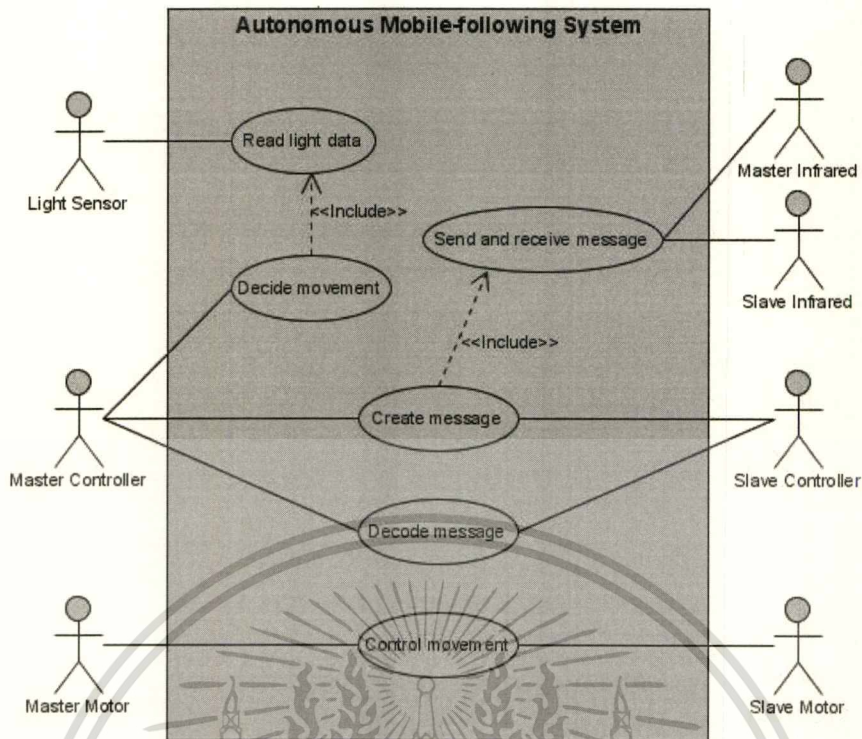 Autonomous Mobile-following System
Read light data
Light Sensor
Master Infrared
<<Include>>
Send and receive message
Decide movement
Slave Infrared
<<Include>>
Create message
Master Controller
Slave Controller
Decode message
Control movement
Master Motor
Slave Motor